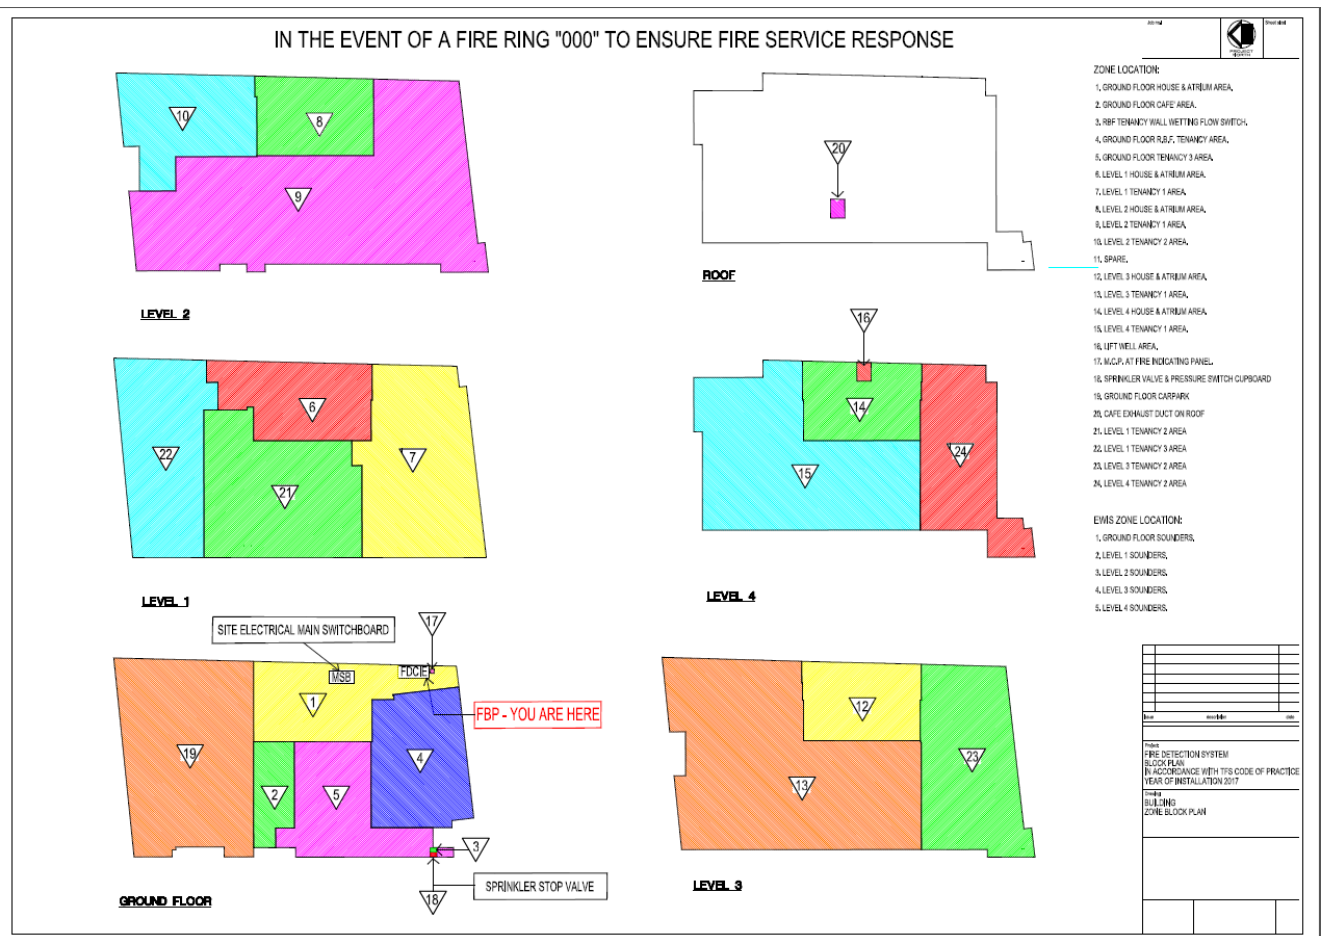 IN THE EVENT OF A FIRE RING "000" TO ENSURE FIRE SERVICE RESPONSE
PROJECT
NORTH
10
8
9
LEVEL 2
20
ROOF
22
6
7
21
LEVEL 1
16
14
15
24
LEVEL 4
SITE ELECTRICAL MAIN SWITCHBOARD
17
MSB
FDCIE
1
FBP - YOU ARE HERE
19
4
2
5
3
SPRINKLER STOP VALVE
18
GROUND FLOOR
12
13
23
LEVEL 3
ZONE LOCATION:
1. GROUND FLOOR HOUSE & ATRIUM AREA.
2. GROUND FLOOR CAFE' AREA.
3. RBF TENANCY WALL WETTING FLOW SWITCH.
4. GROUND FLOOR R.B.F. TENANCY AREA.
5. GROUND FLOOR TENANCY 3 AREA.
6. LEVEL 1 HOUSE & ATRIUM AREA.
7. LEVEL 1 TENANCY 1 AREA.
8. LEVEL 2 HOUSE & ATRIUM AREA.
9. LEVEL 2 TENANCY 1 AREA.
10. LEVEL 2 TENANCY 2 AREA.
11. SPARE.
12. LEVEL 3 HOUSE & ATRIUM AREA.
13. LEVEL 3 TENANCY 1 AREA.
14. LEVEL 4 HOUSE & ATRIUM AREA.
15. LEVEL 4 TENANCY 1 AREA.
16. LIFT WELL AREA.
17. M.C.P. AT FIRE INDICATING PANEL.
18. SPRINKLER VALVE & PRESSURE SWITCH CUPBOARD
19. GROUND FLOOR CARPARK
20. CAFE EXHAUST DUCT ON ROOF
21. LEVEL 1 TENANCY 2 AREA
22. LEVEL 1 TENANCY 3 AREA
23. LEVEL 3 TENANCY 2 AREA
24. LEVEL 4 TENANCY 2 AREA
EWIS ZONE LOCATION:
1. GROUND FLOOR SOUNDERS.
2. LEVEL 1 SOUNDERS.
3. LEVEL 2 SOUNDERS.
4. LEVEL 3 SOUNDERS.
5. LEVEL 4 SOUNDERS.
issue description date
Project
FIRE DETECTION SYSTEM
BLOCK PLAN
IN ACCORDANCE WITH TFS CODE OF PRACTICE
YEAR OF INSTALLATION 2017
Drawing
BUILDING
ZONE BLOCK PLAN